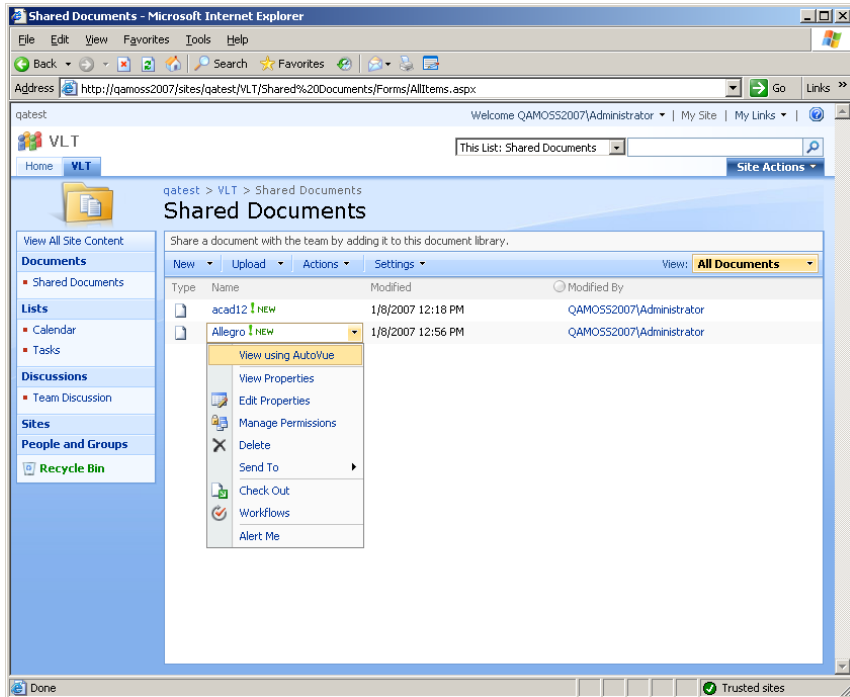 Shared Documents - Microsoft Internet Explorer
File Edit View Favorites Tools Help
Back Search Favorites
Address http://qamoss2007/sites/qatest/VLT/Shared%20Documents/Forms/AllItems.aspx Go Links »
qatest Welcome QAMOSS2007\Administrator | My Site | My Links |
VLT This List: Shared Documents
Home VLT Site Actions
qatest > VLT > Shared Documents
Shared Documents
View All Site Content
Share a document with the team by adding it to this document library.
Documents
New Upload Actions Settings View: All Documents
Shared Documents
Type Name Modified Modified By
Lists
acad12 ! NEW 1/8/2007 12:18 PM QAMOSS2007\Administrator
Calendar
Allegro ! NEW 1/8/2007 12:56 PM QAMOSS2007\Administrator
Tasks
View using AutoVue
Discussions
View Properties
Team Discussion
Edit Properties
Sites
Manage Permissions
People and Groups
Delete
Recycle Bin
Send To
Check Out
Workflows
Alert Me
Done Trusted sites